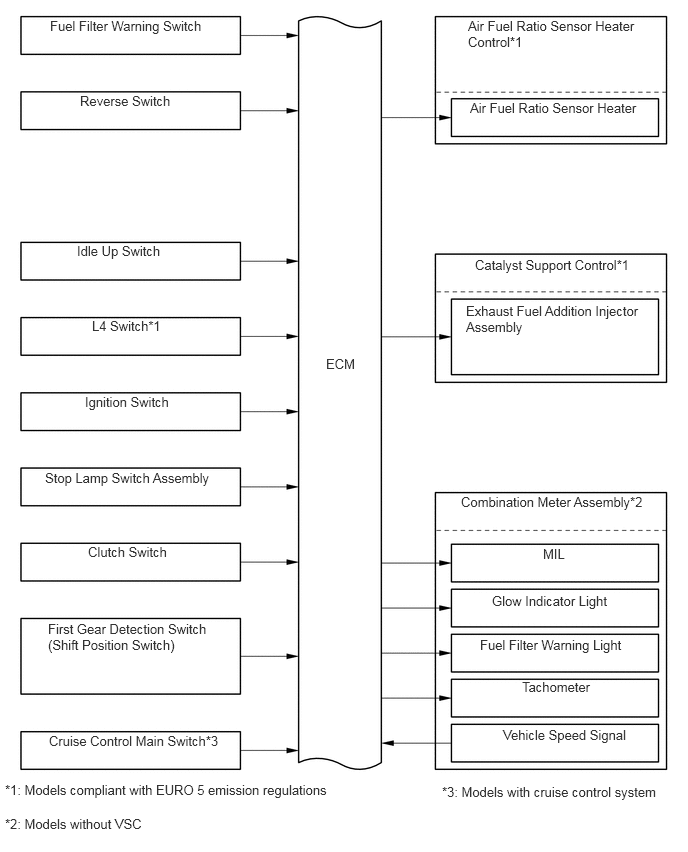 Fuel Filter Warning Switch
Reverse Switch
Idle Up Switch
L4 Switch*1
Ignition Switch
Stop Lamp Switch Assembly
Clutch Switch
First Gear Detection Switch
(Shift Position Switch)
Cruise Control Main Switch*3
ECM
Air Fuel Ratio Sensor Heater
Control*1
Air Fuel Ratio Sensor Heater
Catalyst Support Control*1
Exhaust Fuel Addition Injector
Assembly
Combination Meter Assembly*2
MIL
Glow Indicator Light
Fuel Filter Warning Light
Tachometer
Vehicle Speed Signal
*1: Models compliant with EURO 5 emission regulations
*3: Models with cruise control system
*2: Models without VSC